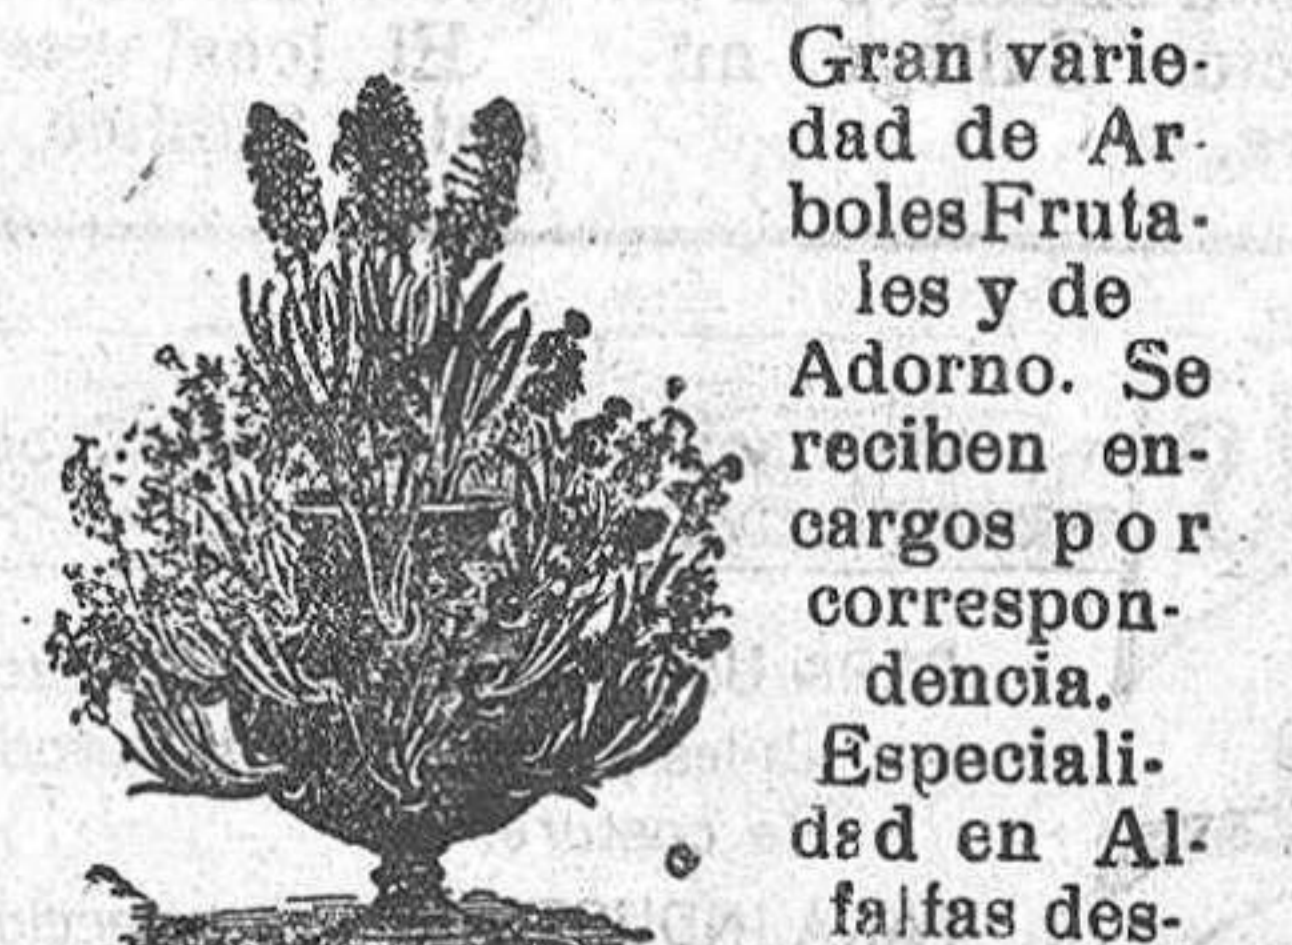 Gran varie-
dad de Ar-
boles Fruta-
les y de
Adorno. Se
reciben en-
cargos por
correspon-
dencia.
Especiali-
dad en Al-
falfas des-